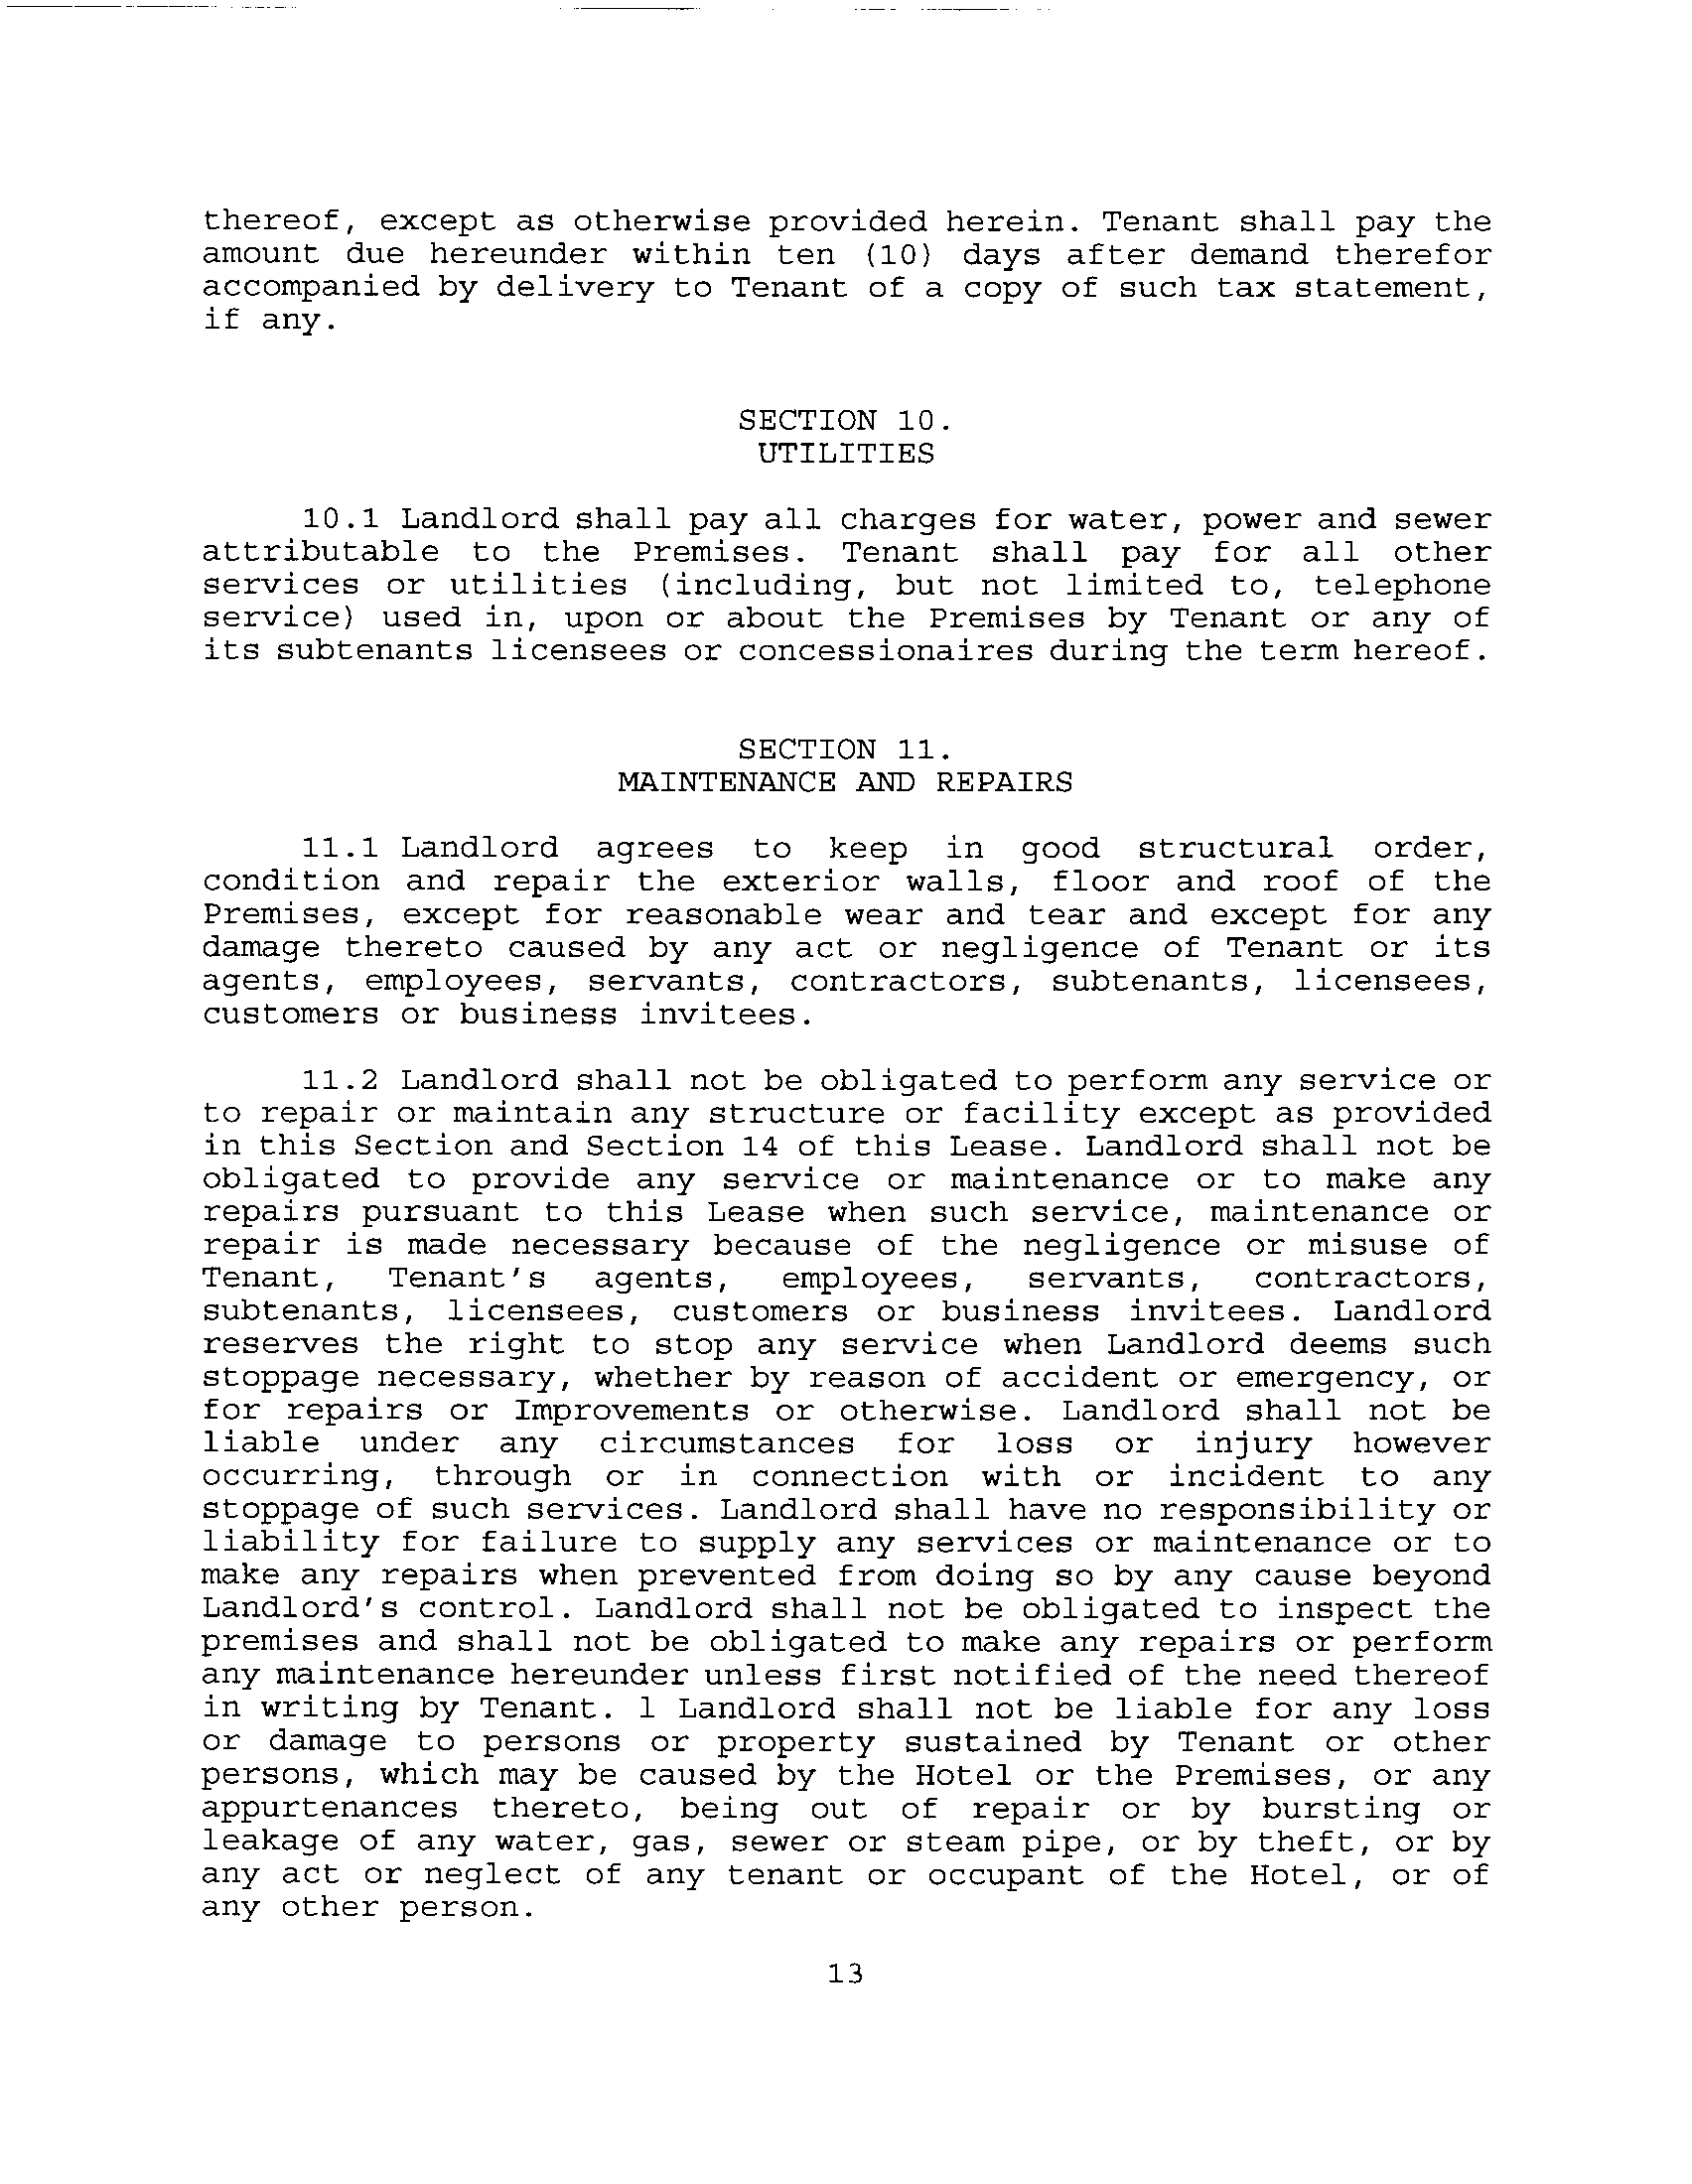 thereof, except as otherwise provided herein. Tenant shall pay the
amount due hereunder within ten (10) days after demand therefor
accompanied by delivery to Tenant of a copy of such tax statement,
if any.
SECTION 10.
UTILITIES
10.1 Landlord shall pay all charges for water, power and sewer
attributable to the Premises. Tenant shall pay for all other
services or utilities (including, but not limited to, telephone
service) used in, upon or about the Premises by Tenant or any of
its subtenants licensees or concessionaires during the term hereof.
SECTION 11.
MAINTENANCE AND REPAIRS
11.1 Landlord agrees to keep in good structural order,
condition and repair the exterior walls, floor and roof of the
Premises, except for reasonable wear and tear and except for any
damage thereto caused by any act or negligence of Tenant or its
agents, employees, servants, contractors, subtenants, licensees,
customers or business invitees.
11.2 Landlord shall not be obligated to perform any service or
to repair or maintain any structure or facility except as provided
in this Section and Section 14 of this Lease. Landlord shall not be
obligated to provide any service or maintenance or to make any
repairs pursuant to this Lease when such service, maintenance or
repair is made necessary because of the negligence or misuse of
Tenant, Tenant's agents, employees, servants, contractors,
subtenants, licensees, customers or business invitees. Landlord
reserves the right to stop any service when Landlord deems such
stoppage necessary, whether by reason of accident or emergency, or
for repairs or Improvements or otherwise. Landlord shall not be
liable under any circumstances for loss or injury however
occurring, through or in connection with or incident to any
stoppage of such services. Landlord shall have no responsibility or
liability for failure to supply any services or maintenance or to
make any repairs when prevented from doing so by any cause beyond
Landlord's control. Landlord shall not be obligated to inspect the
premises and shall not be obligated to make any repairs or perform
any maintenance hereunder unless first notified of the need thereof
in writing by Tenant. l Landlord shall not be liable for any loss
or damage to persons or property sustained by Tenant or other
persons, which may be caused by the Hotel or the Premises, or any
appurtenances thereto, being out of repair or by bursting or
leakage of any water, gas, sewer or steam pipe, or by theft, or by
any act or neglect of any tenant or occupant of the Hotel, or of
any other person.
13